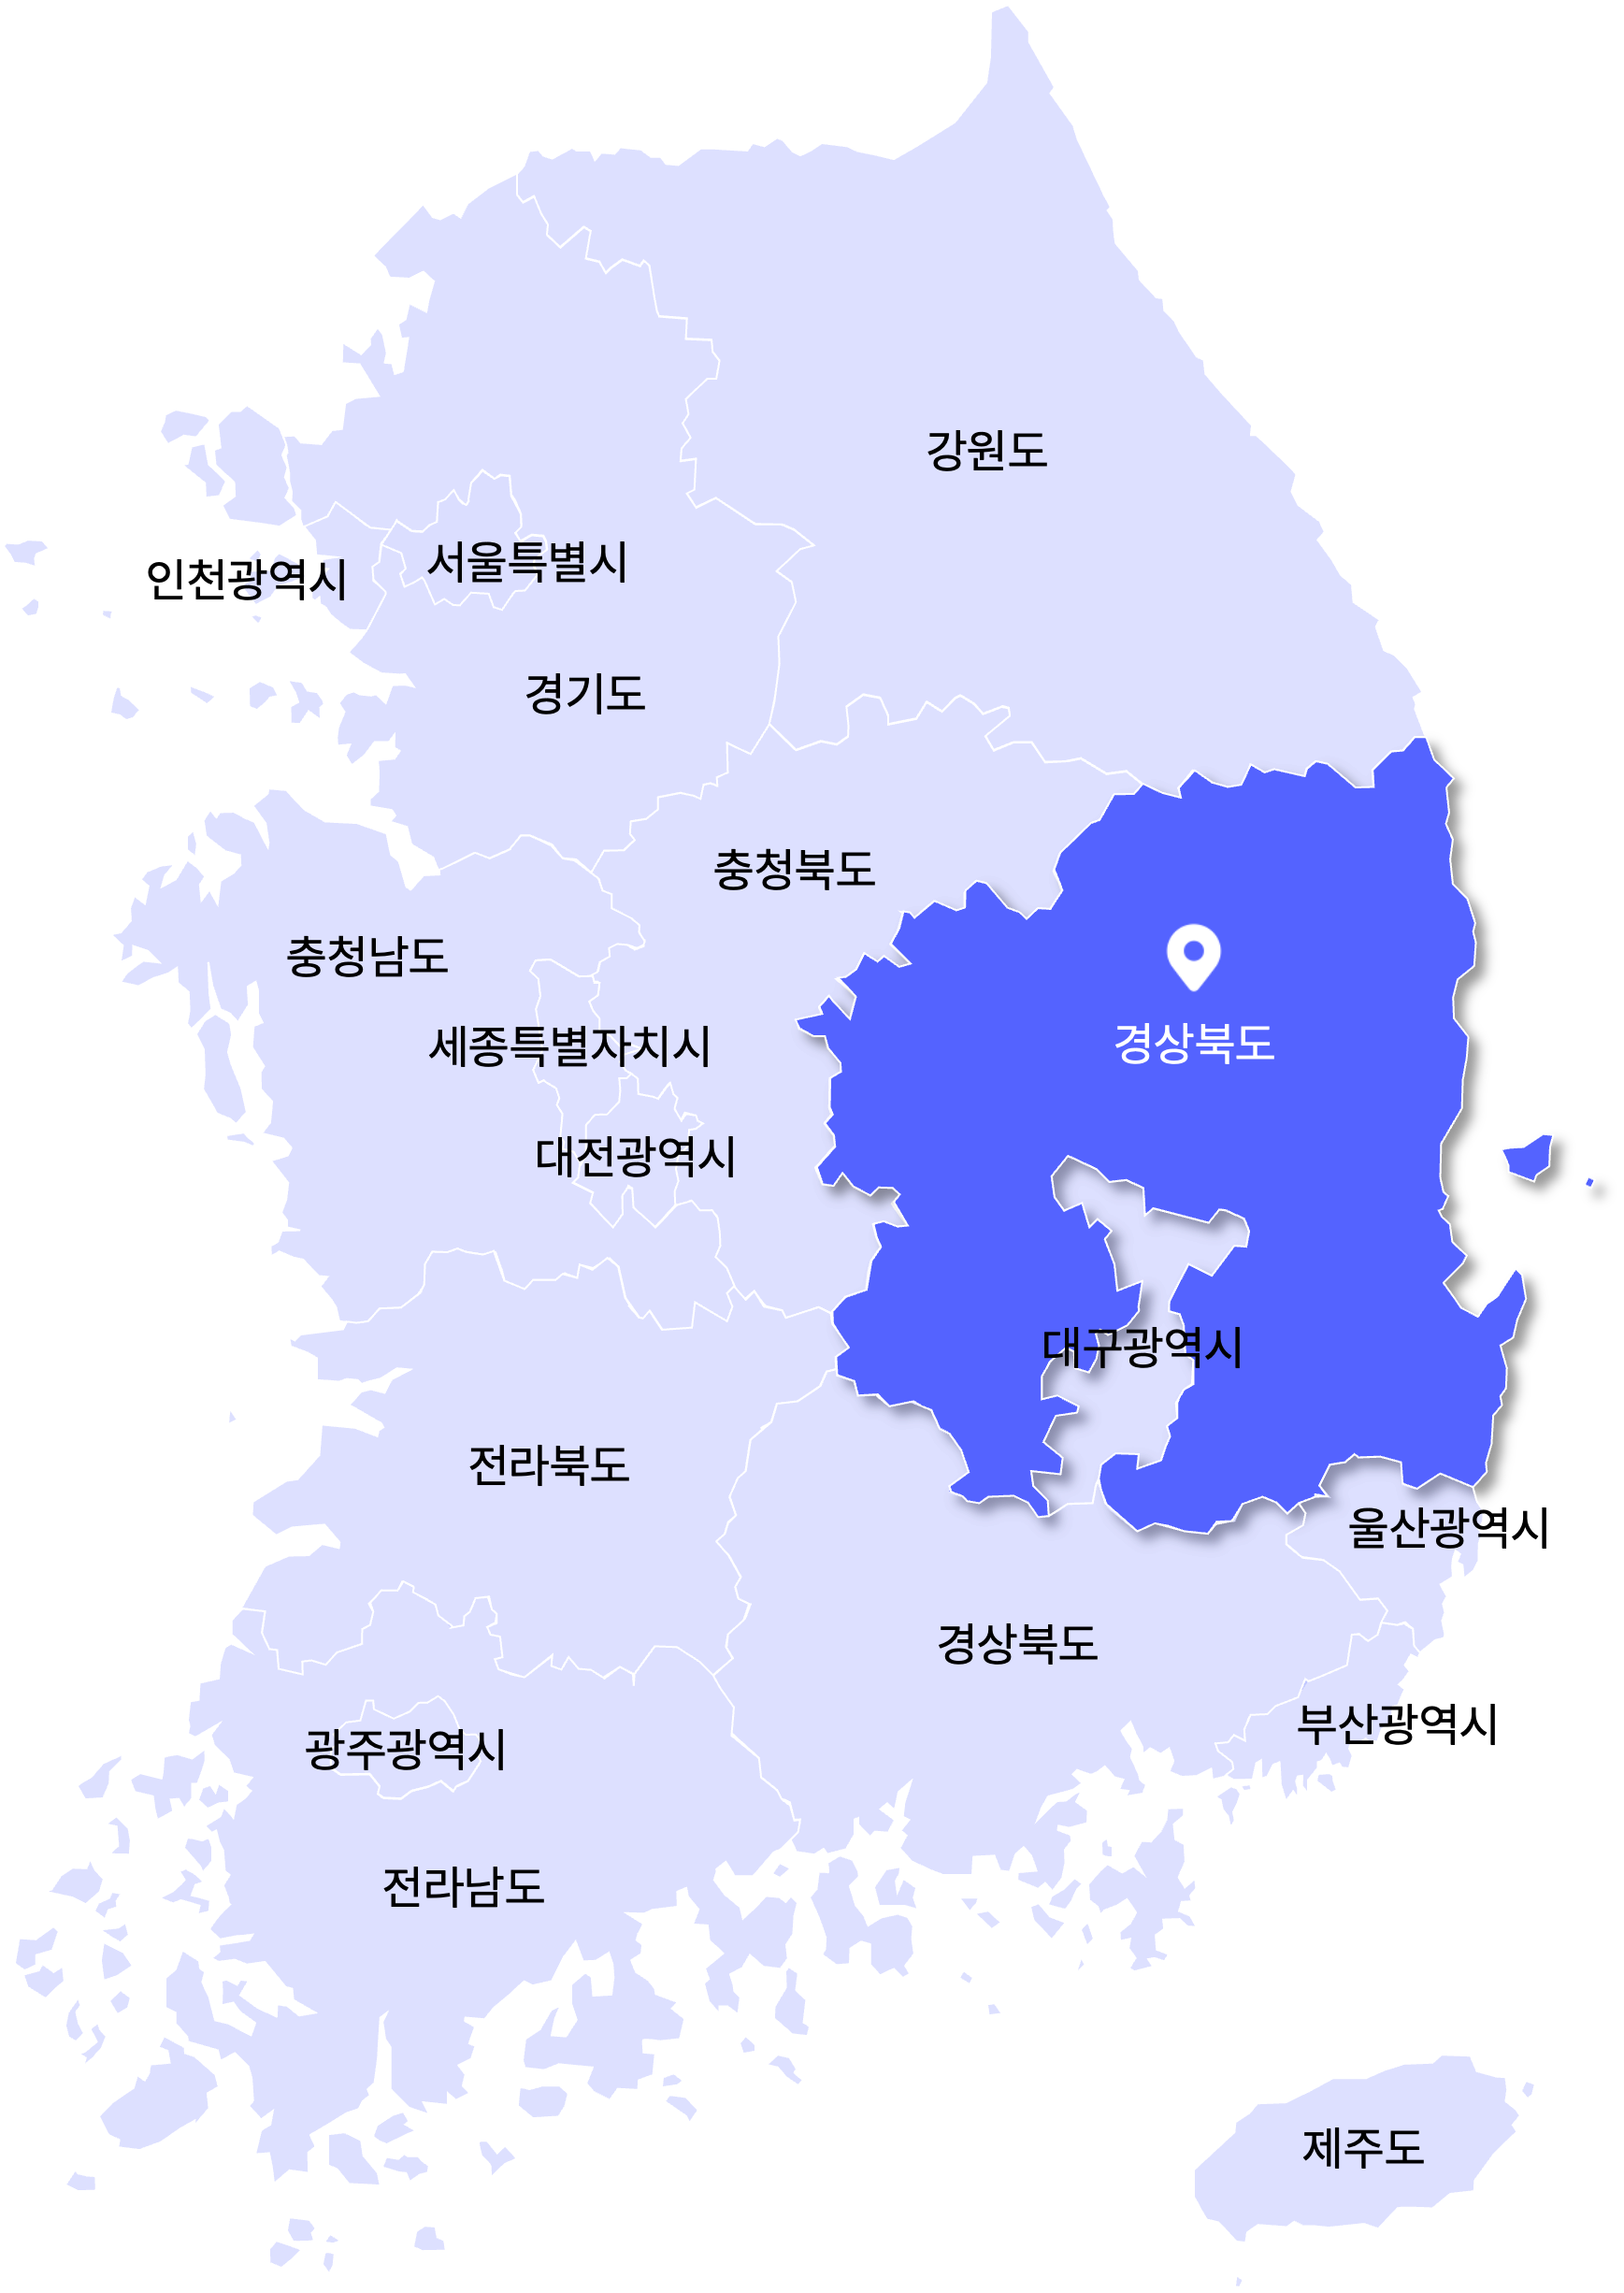 강원도
서울특별시
인천광역시
경기도
충청북도
충청남도
경상북도
세종특별자치시
대전광역시
대구광역시
전라북도
울산광역시
경상북도
부산광역시
광주광역시
전라남도
제주도